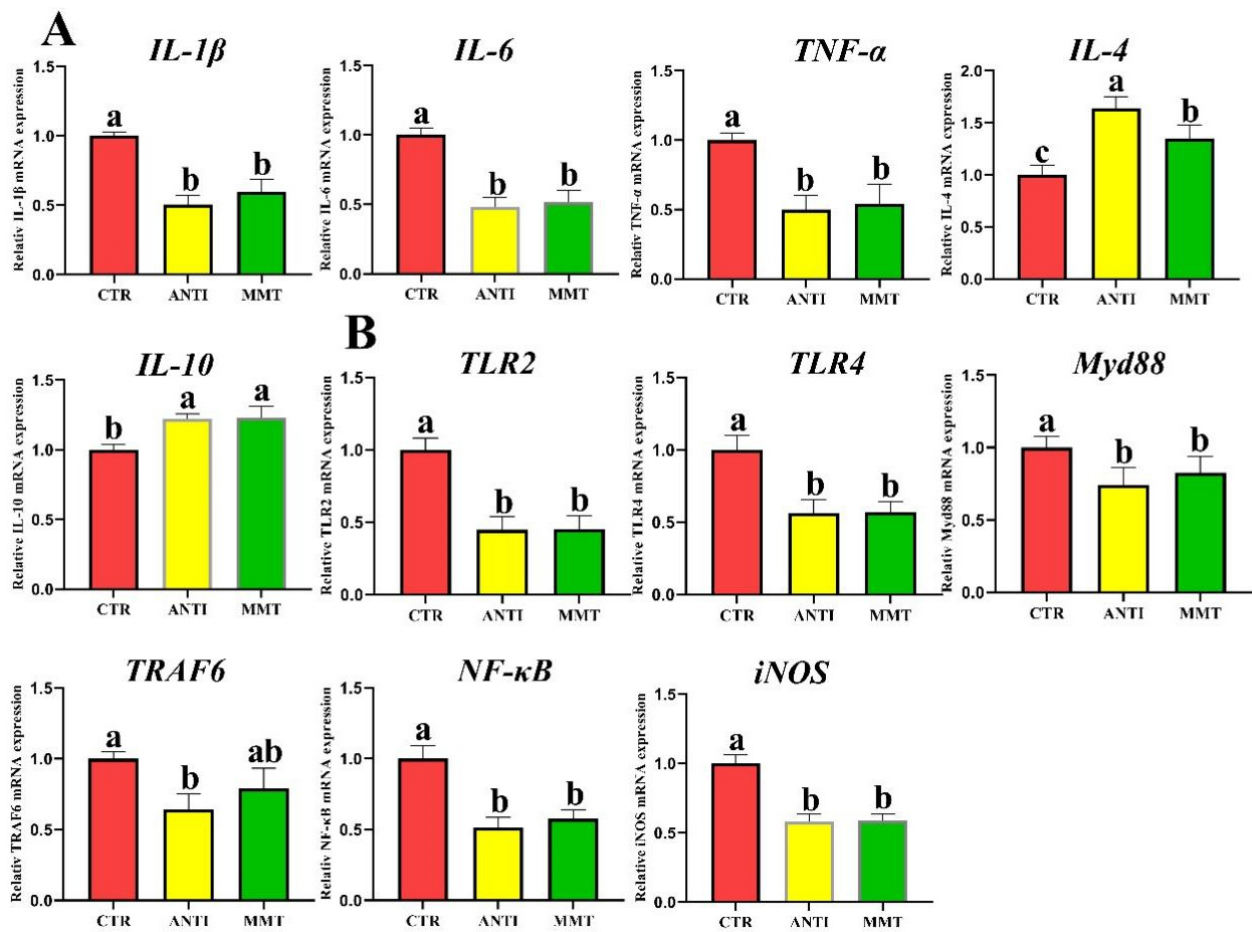 A
IL-1β
Relativ IL-1β mRNA expression
1.5
1.0
0.5
0.0
a
b
b
CTR
ANTI
MMT
IL-6
Relative IL-6 mRNA expression
1.5
1.0
0.5
0.0
a
b
b
CTR
ANTI
MMT
TNF-α
Relativ TNF-α mRNA expression
1.5
1.0
0.5
0.0
a
b
b
CTR
ANTI
MMT
IL-4
Relative IL-4 mRNA expression
2.0
1.5
1.0
0.5
0.0
c
a
b
CTR
ANTI
MMT
IL-10
Relative IL-10 mRNA expression
1.5
1.0
0.5
0.0
b
a
a
CTR
ANTI
MMT
B
TLR2
Relative TLR2 mRNA expression
1.5
1.0
0.5
0.0
a
b
b
CTR
ANTI
MMT
TLR4
Relative TLR4 mRNA expression
1.5
1.0
0.5
0.0
a
b
b
CTR
ANTI
MMT
Myd88
Relativ Myd88 mRNA expression
1.5
1.0
0.5
0.0
a
b
b
CTR
ANTI
MMT
TRAF6
Relativ TRAF6 mRNA expression
1.5
1.0
0.5
0.0
a
b
ab
CTR
ANTI
MMT
NF-κB
Relativ NF-κB mRNA expression
1.5
1.0
0.5
0.0
a
b
b
CTR
ANTI
MMT
iNOS
Relative iNOS mRNA expression
1.5
1.0
0.5
0.0
a
b
b
CTR
ANTI
MMT